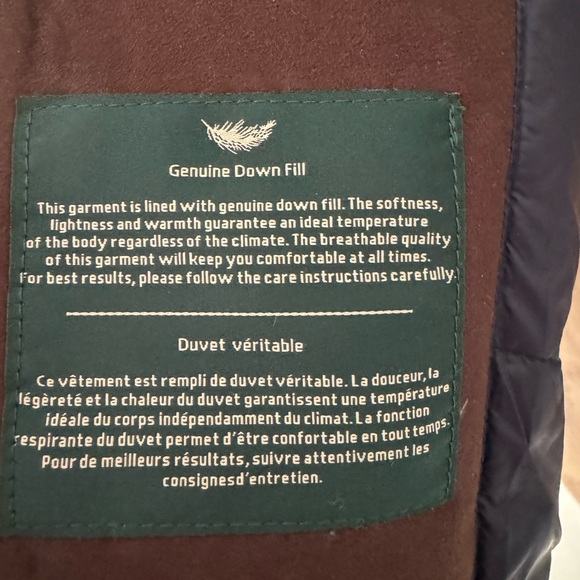 Genuine Down Fill
This garment is lined with genuine down fill. The softness,
lightness and warmth guarantee an ideal temperature
of the body regardless of the climate. The breathable quality
of this garment will keep you comfortable at all times.
For best results, please follow the care instructions carefully.
Duvet véritable
Ce vêtement est rempli de duvet véritable. La douceur, la
légèreté et la chaleur du duvet garantissent une température
idéale du corps indépendamment du climat. La fonction
respirante du duvet permet d'être confortable en tout temps.
Pour de meilleurs résultats, suivre attentivement les
consignesd'entretien.